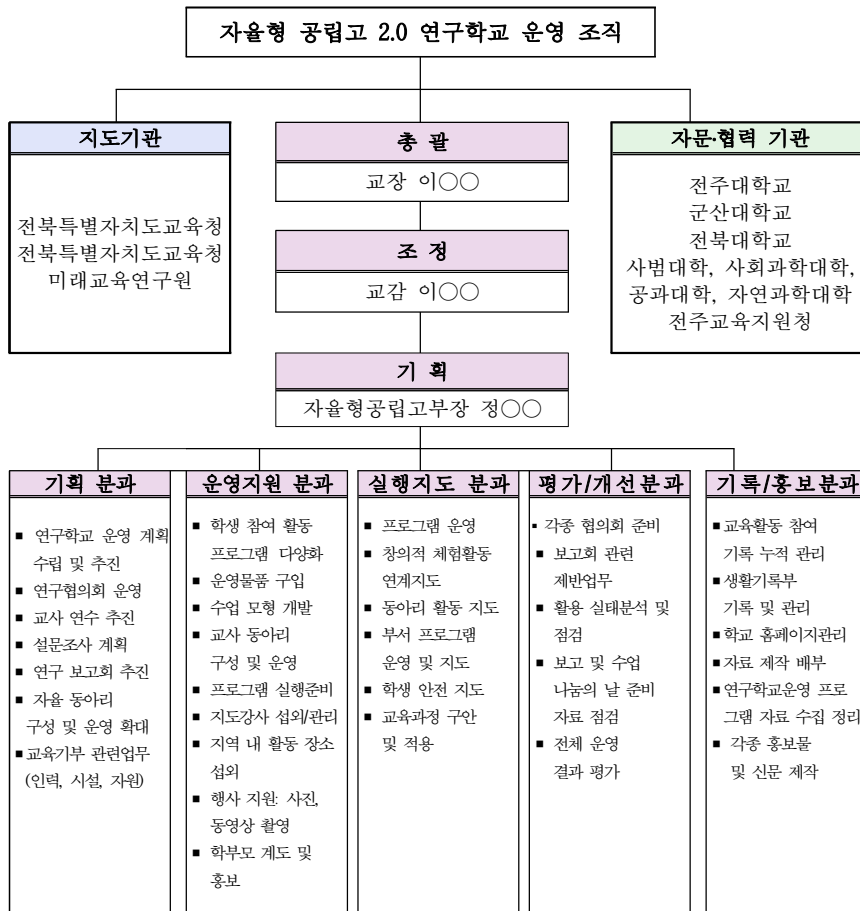 자율형 공립고 2.0 연구학교 운영 조직
지도기관
전북특별자치도교육청
전북특별자치도교육청
미래교육연구원
총 괄
교장 이○○
조 정
교감 이○○
기 획
자율형공립고부장 정○○
자문·협력 기관
전주대학교
군산대학교
전북대학교
사범대학, 사회과학대학,
공과대학, 자연과학대학
전주교육지원청
기획 분과
■ 연구학교 운영 계획
수립 및 추진
■ 연구협의회 운영
■ 교사 연수 추진
■ 설문조사 계획
■ 연구 보고회 추진
■ 자율 동아리
구성 및 운영 확대
■교육기부 관련업무
(인력, 시설, 자원)
운영지원 분과
■ 학생 참여 활동
프로그램 다양화
■ 운영물품 구입
■ 수업 모형 개발
■ 교사 동아리
구성 및 운영
■ 프로그램 실행준비
■ 지도강사 섭외/관리
■ 지역 내 활동 장소
섭외
■ 행사 지원: 사진,
동영상 촬영
■ 학부모 계도 및
홍보
실행지도 분과
■ 프로그램 운영
■ 창의적 체험활동
연계지도
■ 동아리 활동 지도
■ 부서 프로그램
운영 및 지도
■ 학생 안전 지도
■ 교육과정 구안
및 적용
평가/개선분과
▪ 각종 협의회 준비
■ 보고회 관련
제반업무
■ 활용 실태분석 및
점검
■ 보고 및 수업
나눔의 날 준비
자료 점검
■ 전체 운영
결과 평가
기록/홍보분과
■교육활동 참여
기록 누적 관리
■생활기록부
기록 및 관리
■학교 홈페이지관리
■자료 제작 배부
■연구학교운영 프로
그램 자료 수집 정리
■ 각종 홍보물
및 신문 제작